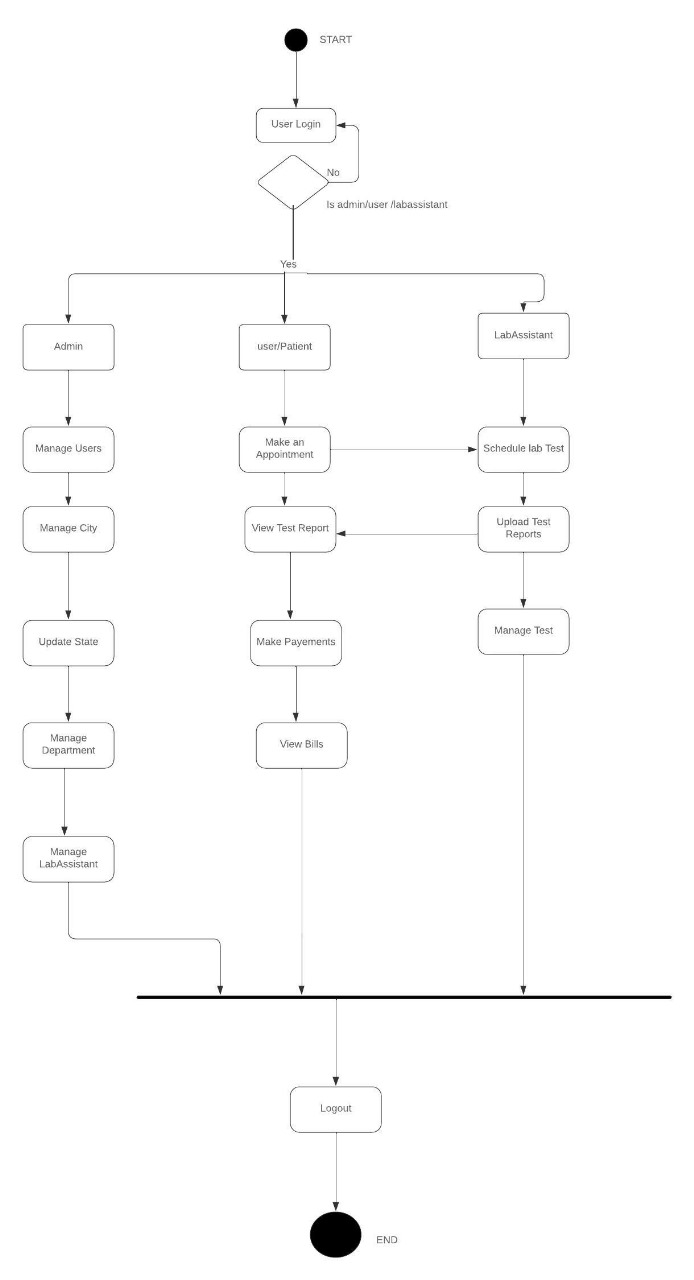 START
User Login
No
Is admin/user /labassistant
Yes
Admin
user/Patient
LabAssistant
Manage Users
Make an
Appointment
Schedule lab Test
Manage City
View Test Report
Upload Test
Reports
Update State
Make Payements
Manage Test
Manage
Department
View Bills
Manage
LabAssistant
Logout
END